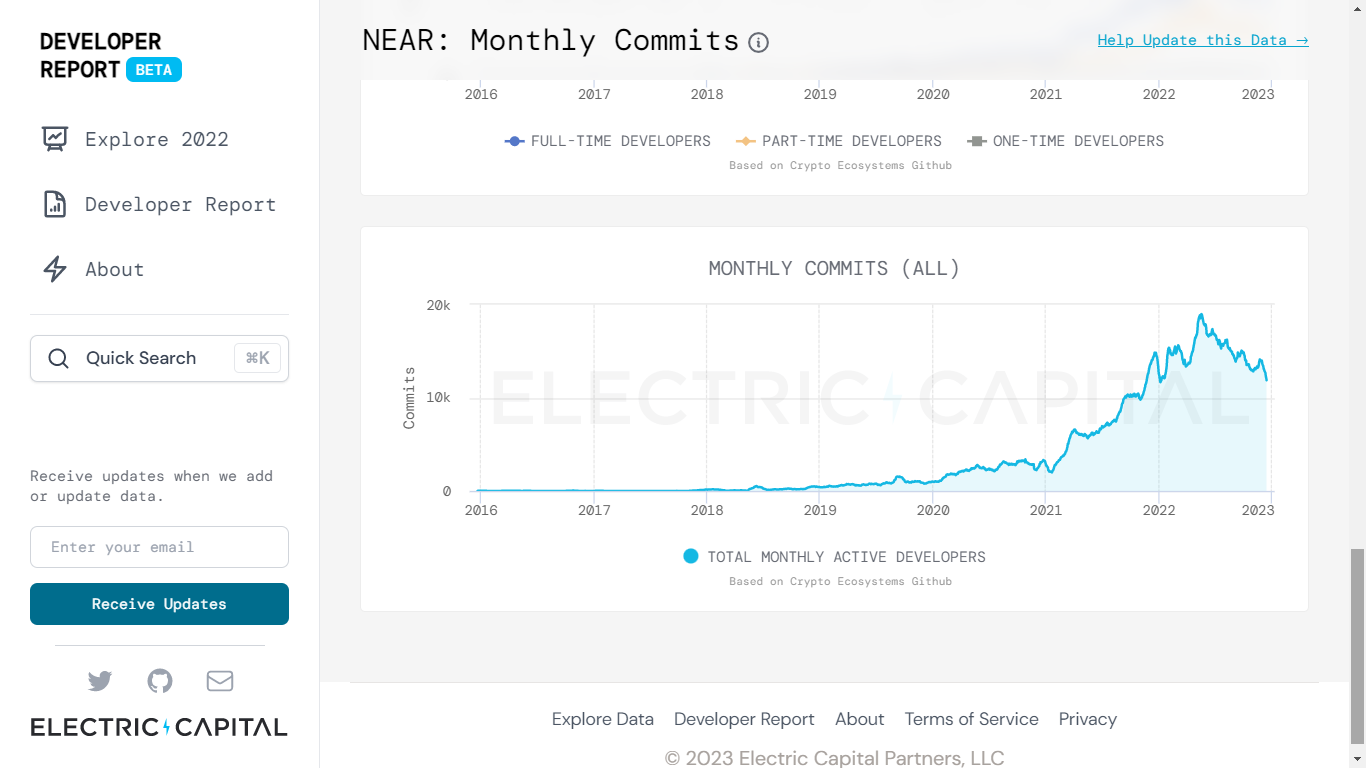 DEVELOPER
REPORT BETA
Explore 2022
Developer Report
About
Quick Search ⌘K
Receive updates when we add
or update data.
Enter your email
Receive Updates
ELECTRIC CAPITAL
NEAR: Monthly Commits
Help Update this Data →
2016 2017 2018 2019 2020 2021 2022 2023
FULL-TIME DEVELOPERS PART-TIME DEVELOPERS ONE-TIME DEVELOPERS
Based on Crypto Ecosystems Github
MONTHLY COMMITS (ALL)
20k
10k
0
Commits
ELECTRIC CAPITAL
2016 2017 2018 2019 2020 2021 2022 2023
TOTAL MONTHLY ACTIVE DEVELOPERS
Based on Crypto Ecosystems Github
Explore Data Developer Report About Terms of Service Privacy
© 2023 Electric Capital Partners, LLC